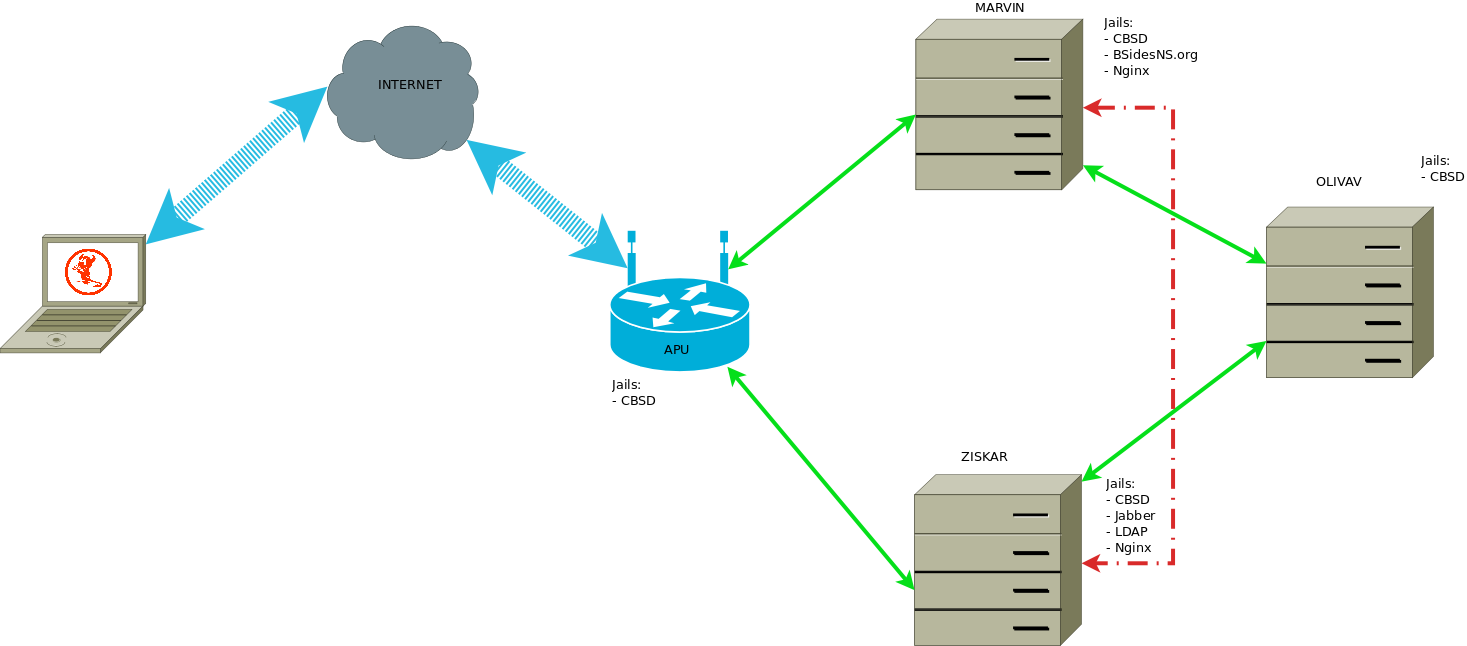 MARVIN
Jails:
- CBSD
- BSidesNS.org
- Nginx
INTERNET
Jails:
- CBSD
OLIVAV
APU
Jails:
- CBSD
ZISKAR
Jails:
- CBSD
- Jabber
- LDAP
- Nginx